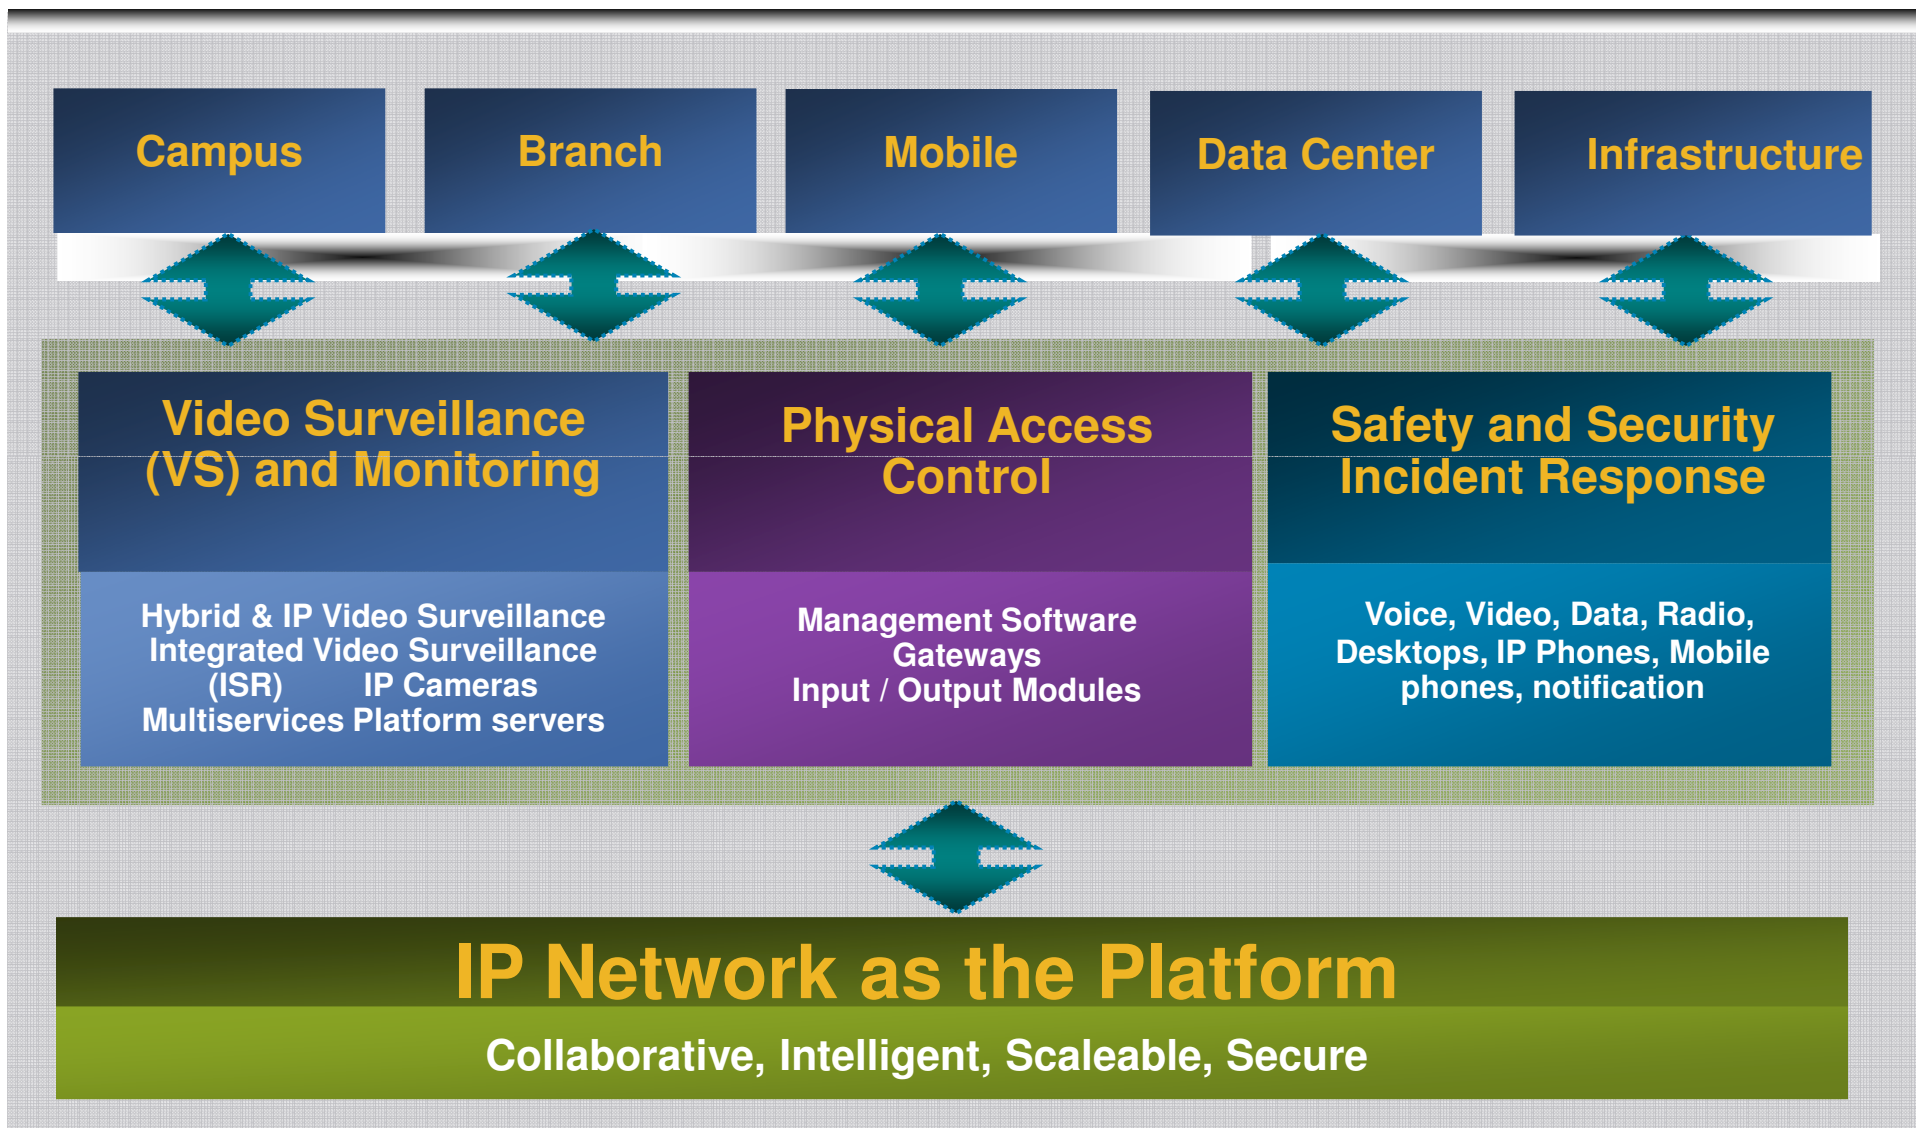 Campus
Branch
Mobile
Data Center
Infrastructure
Video Surveillance
(VS) and Monitoring
Hybrid & IP Video Surveillance
Integrated Video Surveillance
(ISR) IP Cameras
Multiservices Platform servers
Physical Access
Control
Management Software
Gateways
Input / Output Modules
Safety and Security
Incident Response
Voice, Video, Data, Radio,
Desktops, IP Phones, Mobile
phones, notification
IP Network as the Platform
Collaborative, Intelligent, Scaleable, Secure